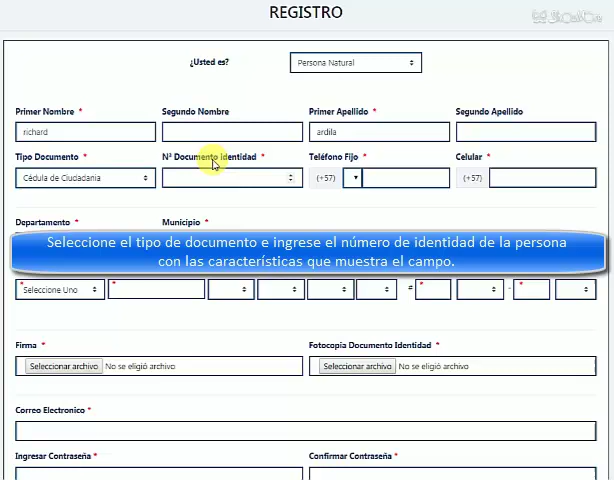 REGISTRO
¿Usted es? Persona Natural
Primer Nombre * Segundo Nombre Primer Apellido * Segundo Apellido
richard ardila
Tipo Documento * N° Documento identidad * Teléfono Fijo * Celular *
Cédula de Ciudadania (+57) (+57)
Departamento * Municipio *
Seleccione el tipo de documento e ingrese el número de identidad de la persona
con las características que muestra el campo.
* Seleccione Uno * # * - *
Firma * Fotocopia Documento Identidad *
Seleccionar archivo No se eligió archivo Seleccionar archivo No se eligió archivo
Correo Electronico *
Ingresar Contraseña * Confirmar Contraseña *